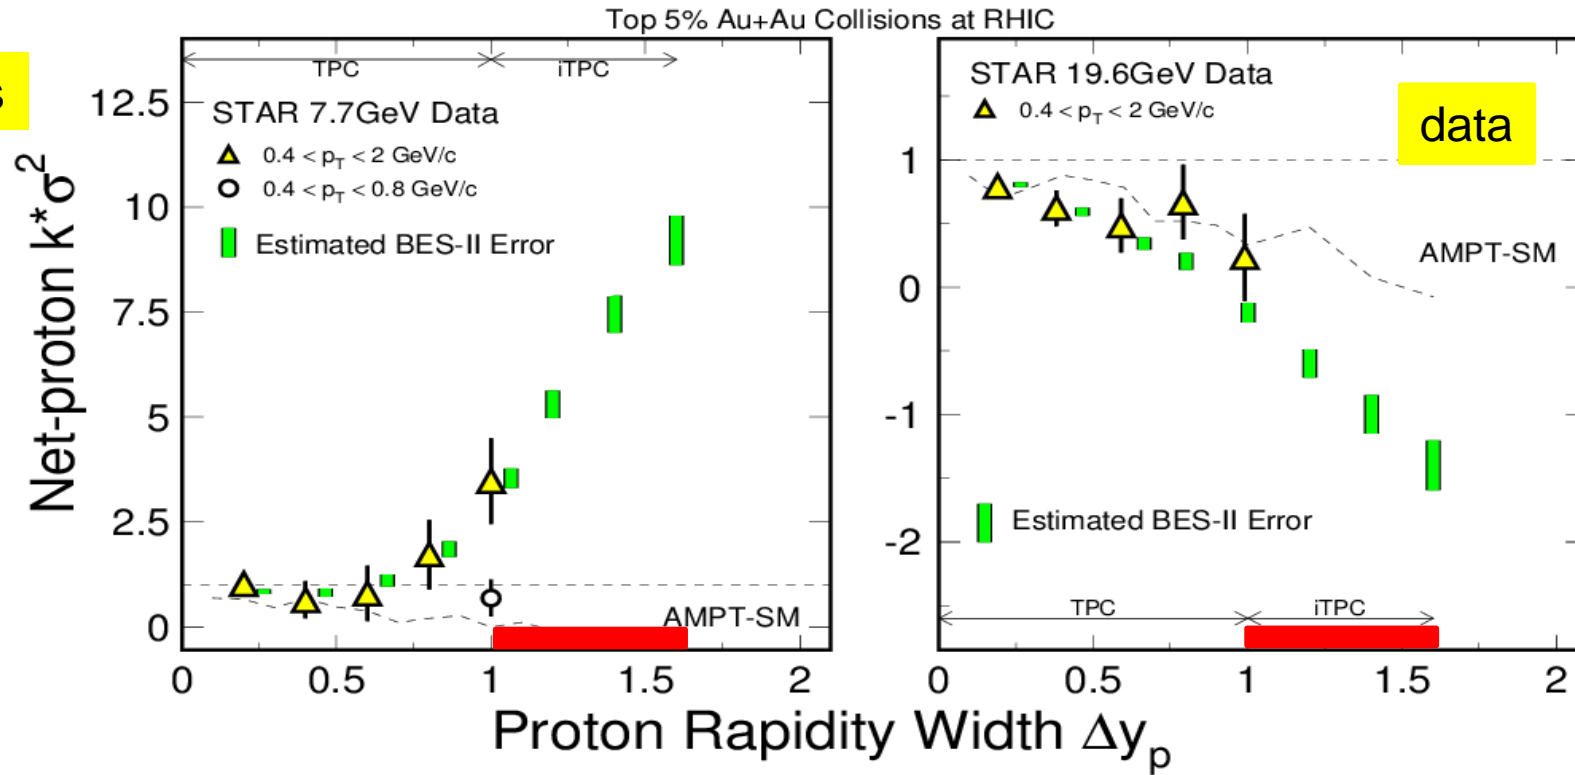 Top 5% Au+Au Collisions at RHIC
s
TPC
iTPC
STAR 7.7GeV Data
0.4 < p_T < 2 GeV/c
0.4 < p_T < 0.8 GeV/c
Estimated BES-II Error
AMPT-SM
12.5
10
7.5
5
2.5
0
0
0.5
1
1.5
2
Net-proton k*σ²
STAR 19.6GeV Data
0.4 < p_T < 2 GeV/c
data
AMPT-SM
Estimated BES-II Error
TPC
iTPC
1
0
-1
-2
0
0.5
1
1.5
2
Proton Rapidity Width Δy_p